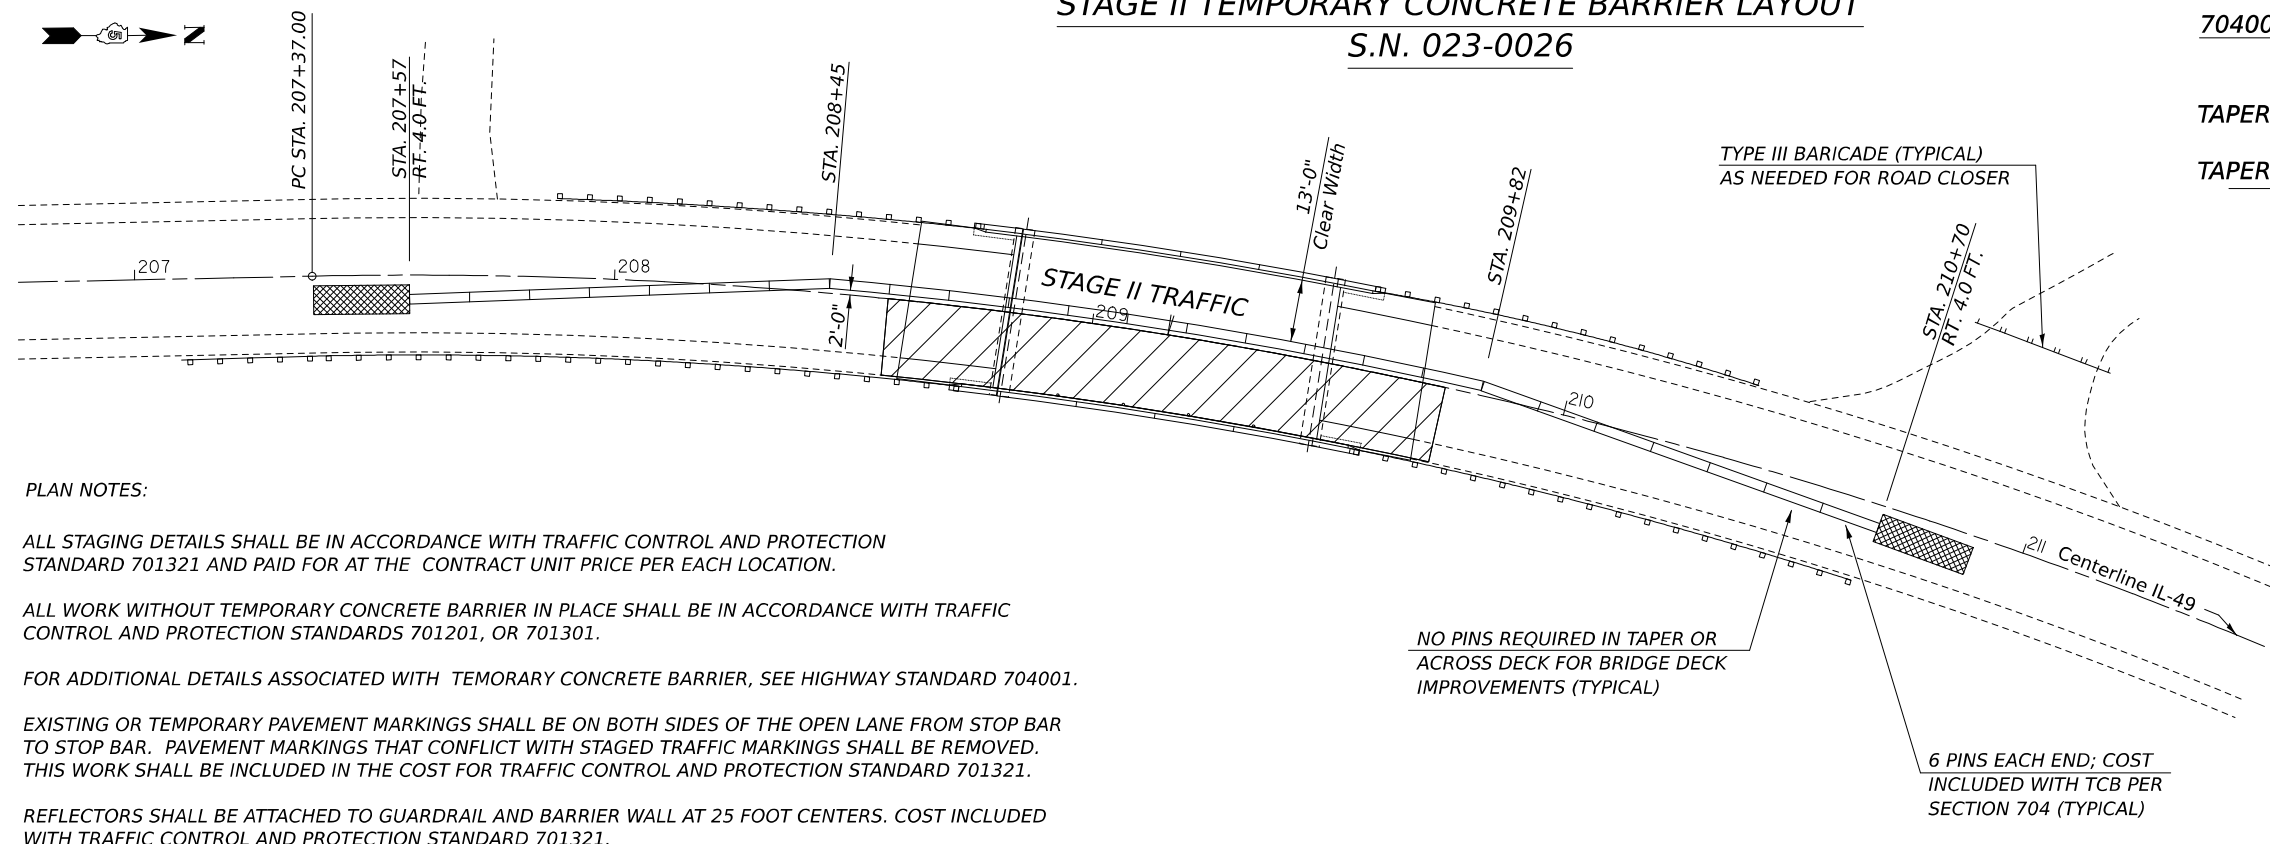 STAGE II TEMPORARY CONCRETE BARRIER LAYOUT
S.N. 023-0026
70400
TAPER
TAPER
N
PC STA. 207+37.00
STA. 207+57
RT. 4.0 FT.
STA. 208+45
13'-0"
Clear Width
STA. 209+82
TYPE III BARICADE (TYPICAL)
AS NEEDED FOR ROAD CLOSER
STA. 210+70
RT. 4.0 FT.
207
208
STAGE II TRAFFIC
209
2'-0"
210
211
Centerline IL-49
PLAN NOTES:
ALL STAGING DETAILS SHALL BE IN ACCORDANCE WITH TRAFFIC CONTROL AND PROTECTION
STANDARD 701321 AND PAID FOR AT THE CONTRACT UNIT PRICE PER EACH LOCATION.
ALL WORK WITHOUT TEMPORARY CONCRETE BARRIER IN PLACE SHALL BE IN ACCORDANCE WITH TRAFFIC
CONTROL AND PROTECTION STANDARDS 701201, OR 701301.
FOR ADDITIONAL DETAILS ASSOCIATED WITH TEMORARY CONCRETE BARRIER, SEE HIGHWAY STANDARD 704001.
EXISTING OR TEMPORARY PAVEMENT MARKINGS SHALL BE ON BOTH SIDES OF THE OPEN LANE FROM STOP BAR
TO STOP BAR. PAVEMENT MARKINGS THAT CONFLICT WITH STAGED TRAFFIC MARKINGS SHALL BE REMOVED.
THIS WORK SHALL BE INCLUDED IN THE COST FOR TRAFFIC CONTROL AND PROTECTION STANDARD 701321.
REFLECTORS SHALL BE ATTACHED TO GUARDRAIL AND BARRIER WALL AT 25 FOOT CENTERS. COST INCLUDED
WITH TRAFFIC CONTROL AND PROTECTION STANDARD 701321.
NO PINS REQUIRED IN TAPER OR
ACROSS DECK FOR BRIDGE DECK
IMPROVEMENTS (TYPICAL)
6 PINS EACH END; COST
INCLUDED WITH TCB PER
SECTION 704 (TYPICAL)